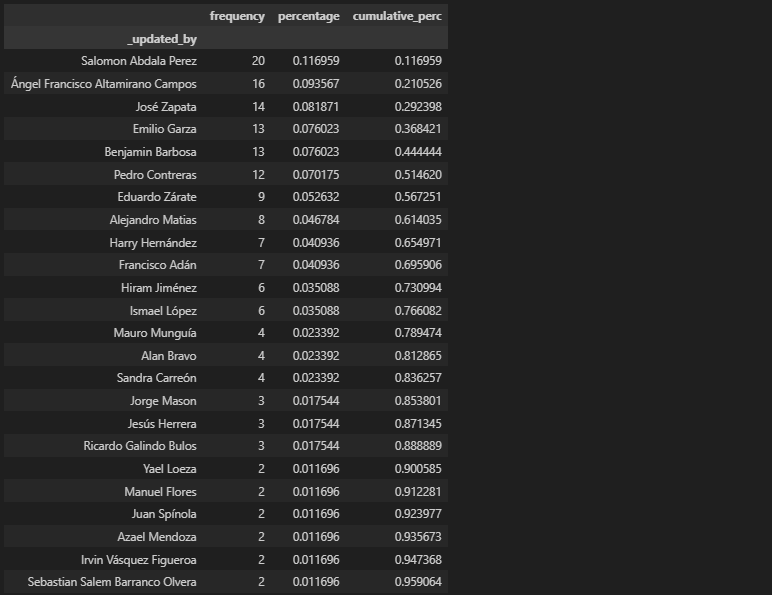 frequency percentage cumulative_perc
_updated_by
Salomon Abdala Perez 20 0.116959 0.116959
Ángel Francisco Altamirano Campos 16 0.093567 0.210526
José Zapata 14 0.081871 0.292398
Emilio Garza 13 0.076023 0.368421
Benjamin Barbosa 13 0.076023 0.444444
Pedro Contreras 12 0.070175 0.514620
Eduardo Zárate 9 0.052632 0.567251
Alejandro Matias 8 0.046784 0.614035
Harry Hernández 7 0.040936 0.654971
Francisco Adán 7 0.040936 0.695906
Hiram Jiménez 6 0.035088 0.730994
Ismael López 6 0.035088 0.766082
Mauro Munguía 4 0.023392 0.789474
Alan Bravo 4 0.023392 0.812865
Sandra Carreón 4 0.023392 0.836257
Jorge Mason 3 0.017544 0.853801
Jesús Herrera 3 0.017544 0.871345
Ricardo Galindo Bulos 3 0.017544 0.888889
Yael Loeza 2 0.011696 0.900585
Manuel Flores 2 0.011696 0.912281
Juan Spínola 2 0.011696 0.923977
Azael Mendoza 2 0.011696 0.935673
Irvin Vásquez Figueroa 2 0.011696 0.947368
Sebastian Salem Barranco Olvera 2 0.011696 0.959064